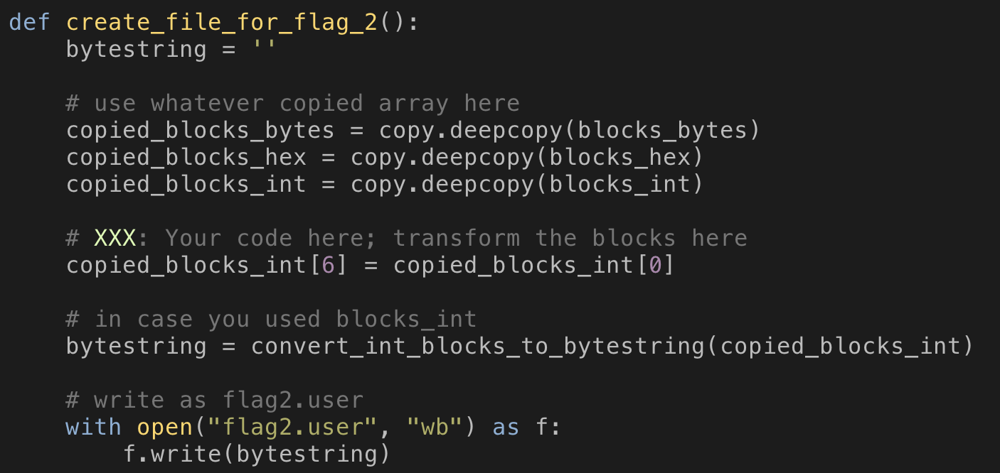 def create_file_for_flag_2():
    bytestring = ''

    # use whatever copied array here
    copied_blocks_bytes = copy.deepcopy(blocks_bytes)
    copied_blocks_hex = copy.deepcopy(blocks_hex)
    copied_blocks_int = copy.deepcopy(blocks_int)

    # XXX: Your code here; transform the blocks here
    copied_blocks_int[6] = copied_blocks_int[0]

    # in case you used blocks_int
    bytestring = convert_int_blocks_to_bytestring(copied_blocks_int)

    # write as flag2.user
    with open("flag2.user", "wb") as f:
        f.write(bytestring)